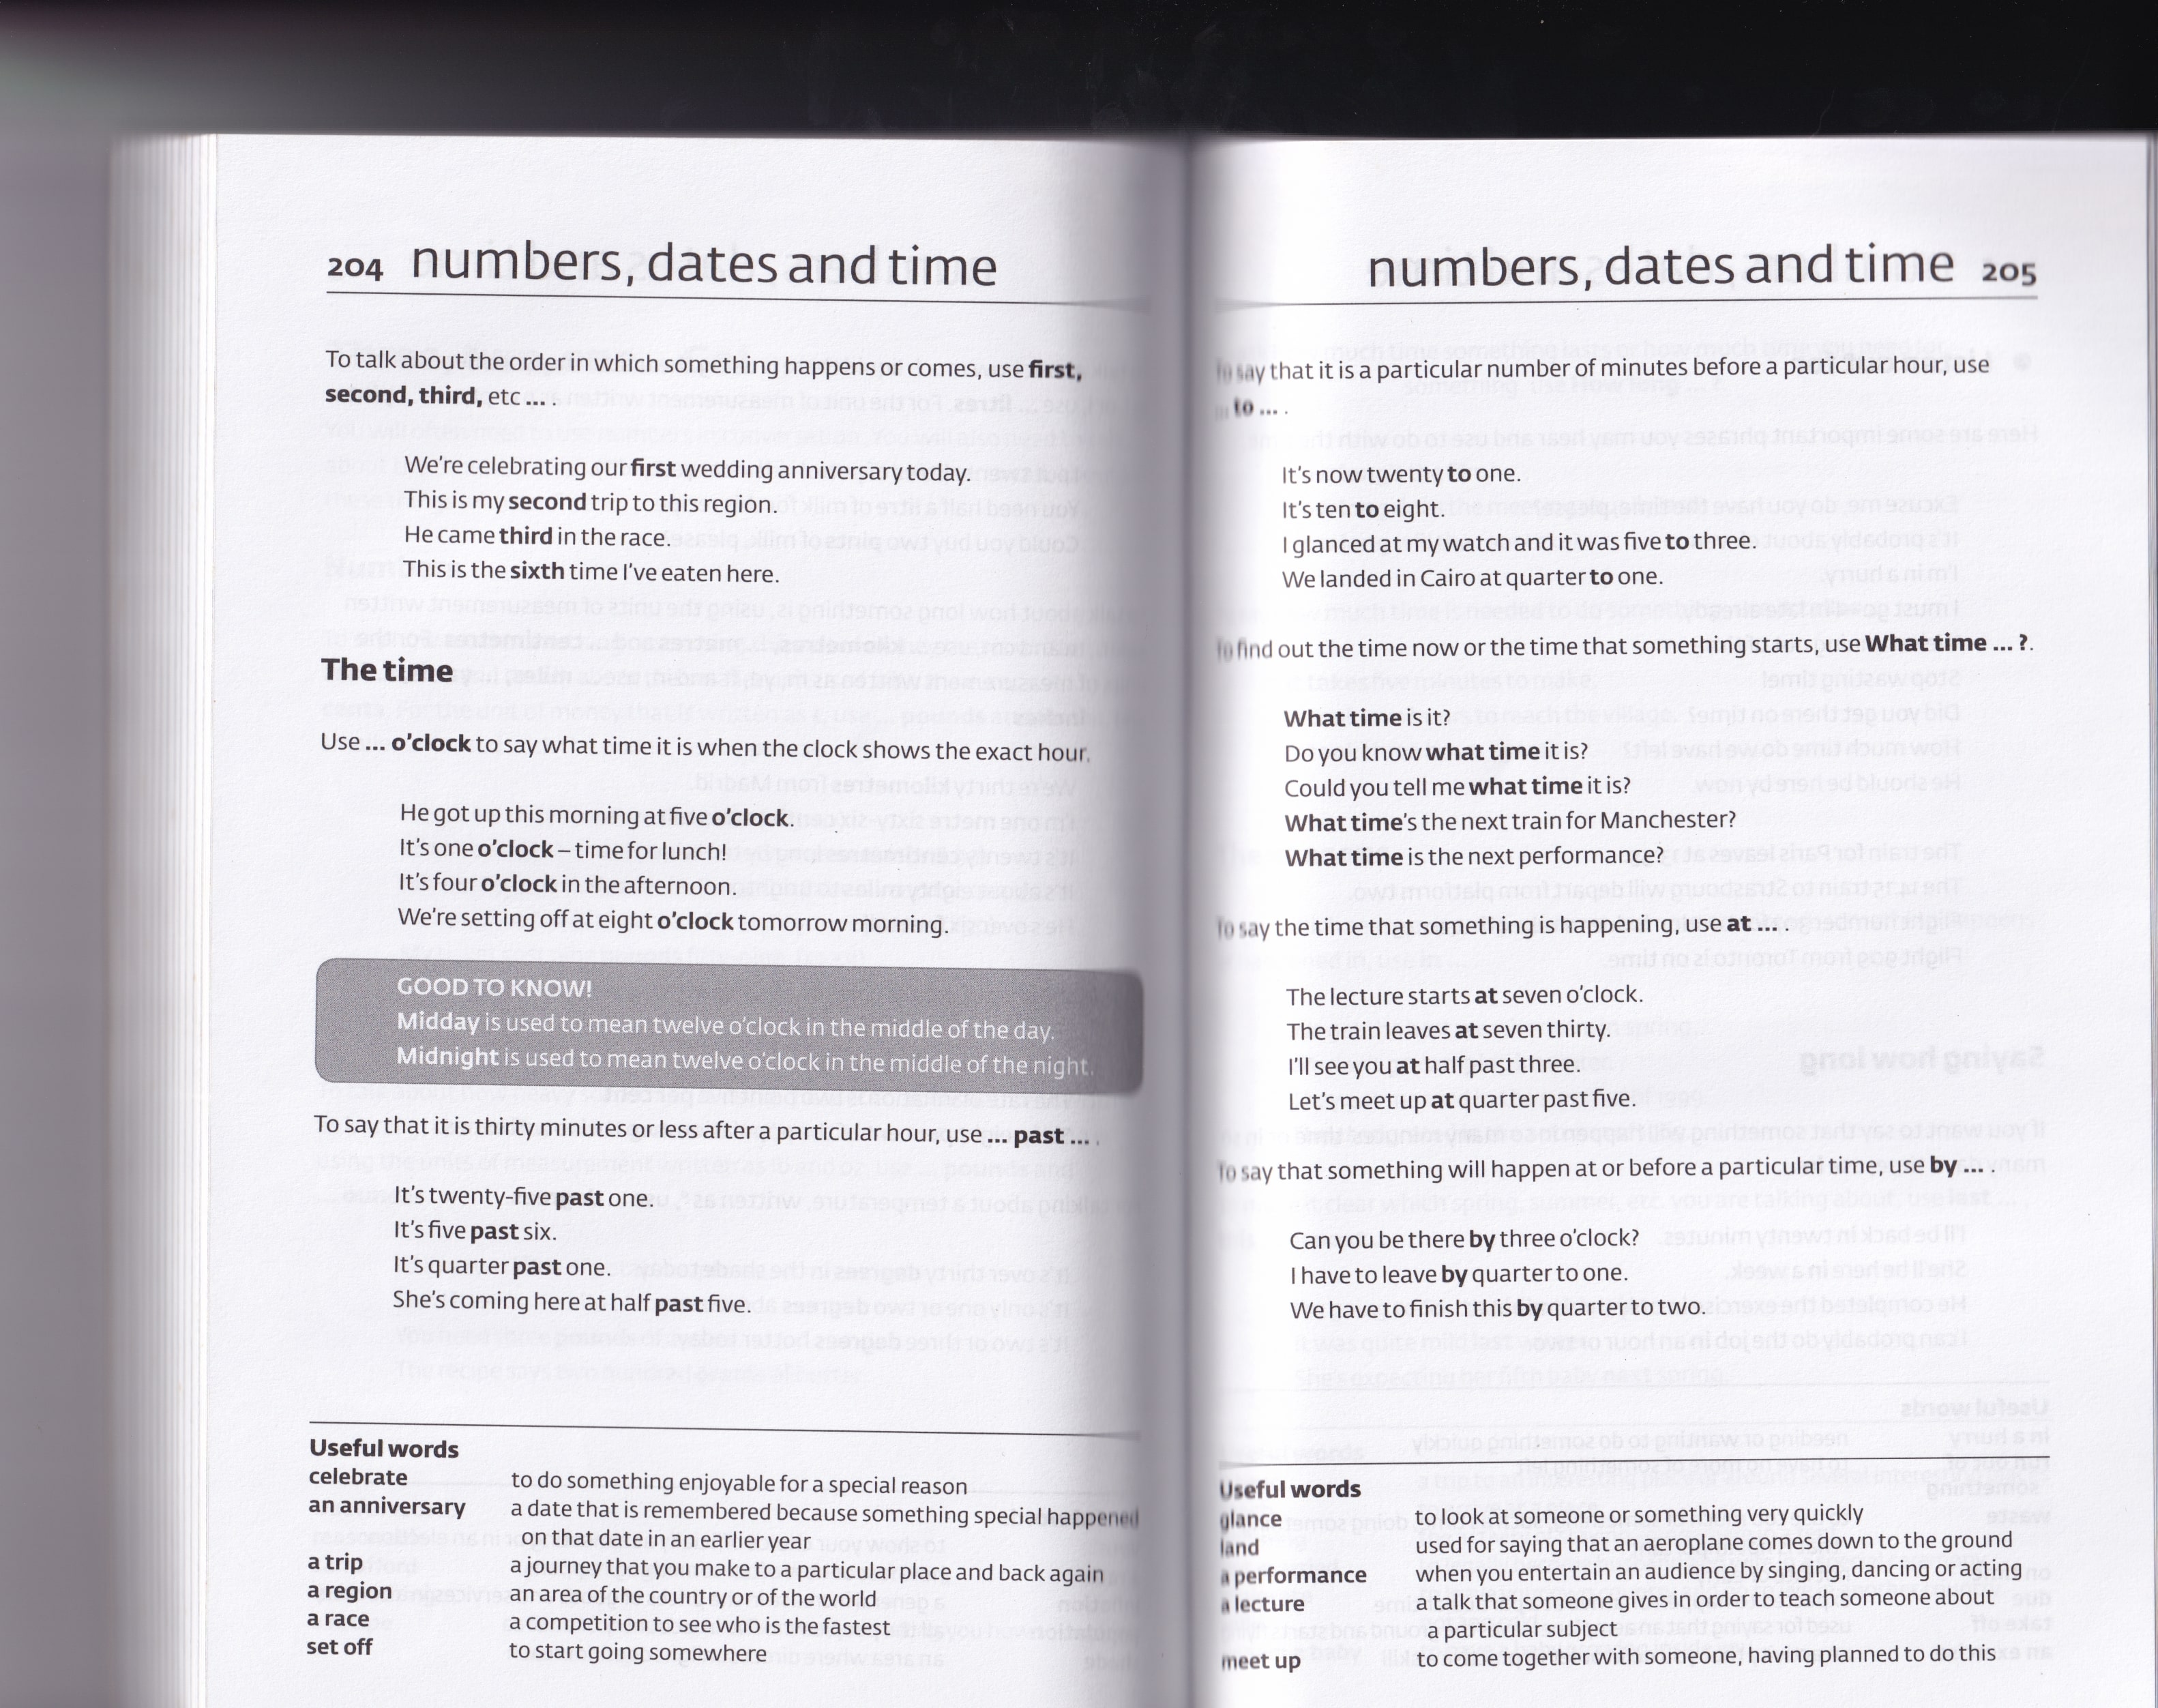 204 numbers, dates and time
To talk about the order in which something happens or comes, use first,
second, third, etc ... .
We're celebrating our first wedding anniversary today.
This is my second trip to this region.
He came third in the race.
This is the sixth time I've eaten here.
The time
Use ... o'clock to say what time it is when the clock shows the exact hour.
He got up this morning at five o'clock.
It's one o'clock – time for lunch!
It's four o'clock in the afternoon.
We're setting off at eight o'clock tomorrow morning.
GOOD TO KNOW!
Midday is used to mean twelve o'clock in the middle of the day.
Midnight is used to mean twelve o'clock in the middle of the night.
To say that it is thirty minutes or less after a particular hour, use ... past ... .
It's twenty-five past one.
It's five past six.
It's quarter past one.
She's coming here at half past five.
Useful words
celebrate to do something enjoyable for a special reason
an anniversary a date that is remembered because something special happened
on that date in an earlier year
a trip a journey that you make to a particular place and back again
a region an area of the country or of the world
a race a competition to see who is the fastest
set off to start going somewhere
numbers, dates and time 205
To say that it is a particular number of minutes before a particular hour, use
... to ... .
It's now twenty to one.
It's ten to eight.
I glanced at my watch and it was five to three.
We landed in Cairo at quarter to one.
To find out the time now or the time that something starts, use What time ... ?.
What time is it?
Do you know what time it is?
Could you tell me what time it is?
What time's the next train for Manchester?
What time is the next performance?
To say the time that something is happening, use at ... .
The lecture starts at seven o'clock.
The train leaves at seven thirty.
I'll see you at half past three.
Let's meet up at quarter past five.
To say that something will happen at or before a particular time, use by ... .
Can you be there by three o'clock?
I have to leave by quarter to one.
We have to finish this by quarter to two.
Useful words
glance to look at someone or something very quickly
land used for saying that an aeroplane comes down to the ground
a performance when you entertain an audience by singing, dancing or acting
a lecture a talk that someone gives in order to teach someone about
a particular subject
meet up to come together with someone, having planned to do this